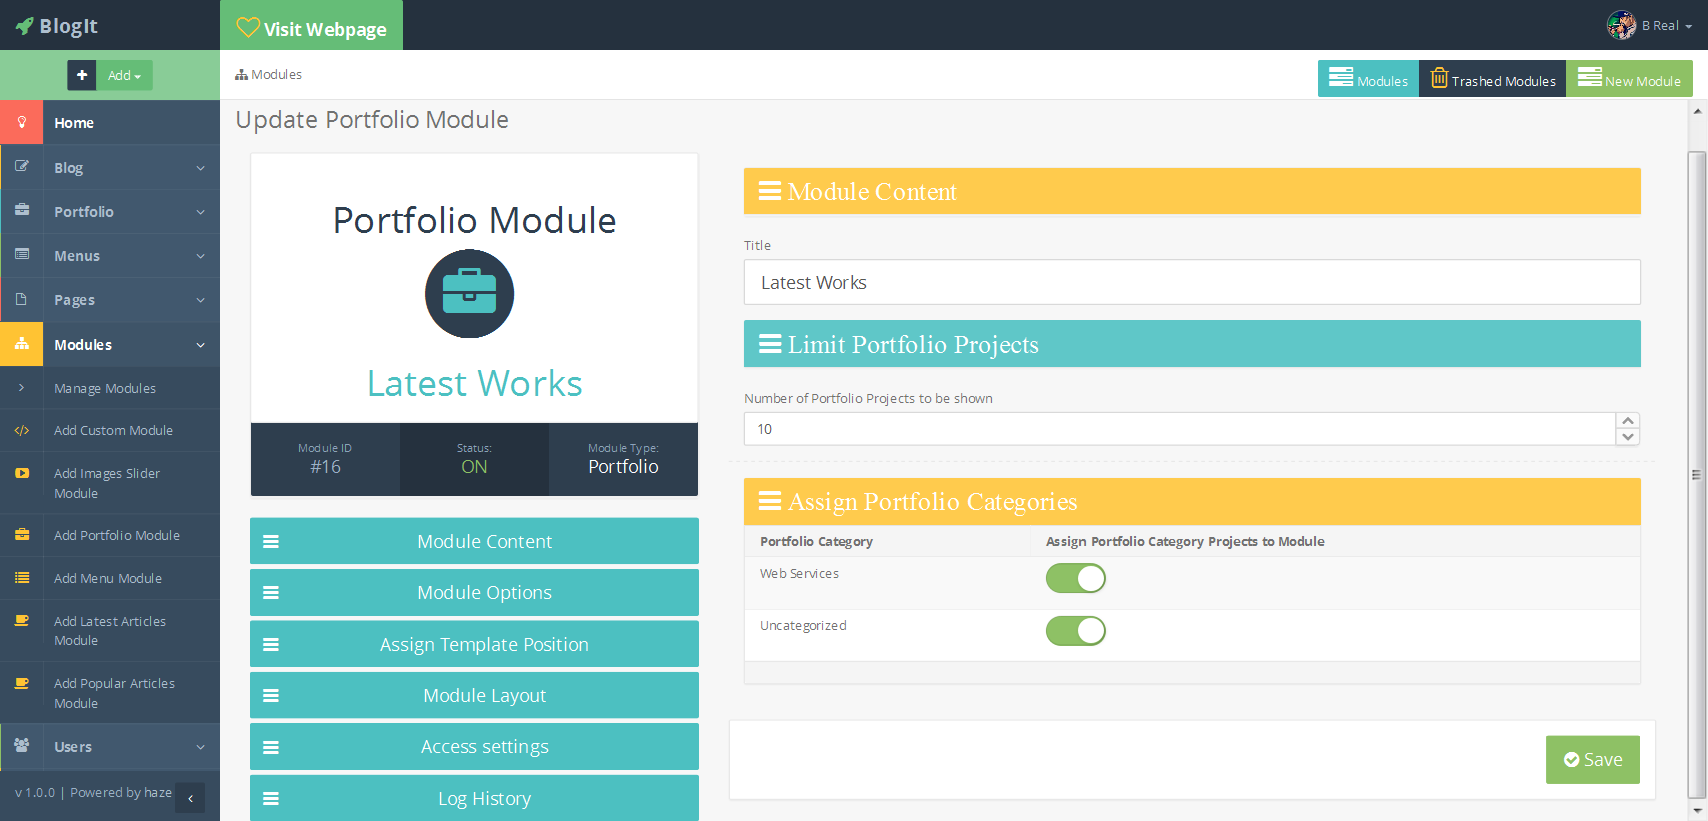 BlogIt
Visit Webpage
B Real
Add
Modules
Modules
Trashed Modules
New Module
Home
Blog
Portfolio
Menus
Pages
Modules
Manage Modules
Add Custom Module
Add Images Slider
Module
Add Portfolio Module
Add Menu Module
Add Latest Articles
Module
Add Popular Articles
Module
Users
v 1.0.0 | Powered by haze
Update Portfolio Module
Portfolio Module
Latest Works
Module ID
#16
Status:
ON
Module Type:
Portfolio
Module Content
Module Options
Assign Template Position
Module Layout
Access settings
Log History
Module Content
Title
Latest Works
Limit Portfolio Projects
Number of Portfolio Projects to be shown
10
Assign Portfolio Categories
Portfolio Category
Assign Portfolio Category Projects to Module
Web Services
Uncategorized
Save